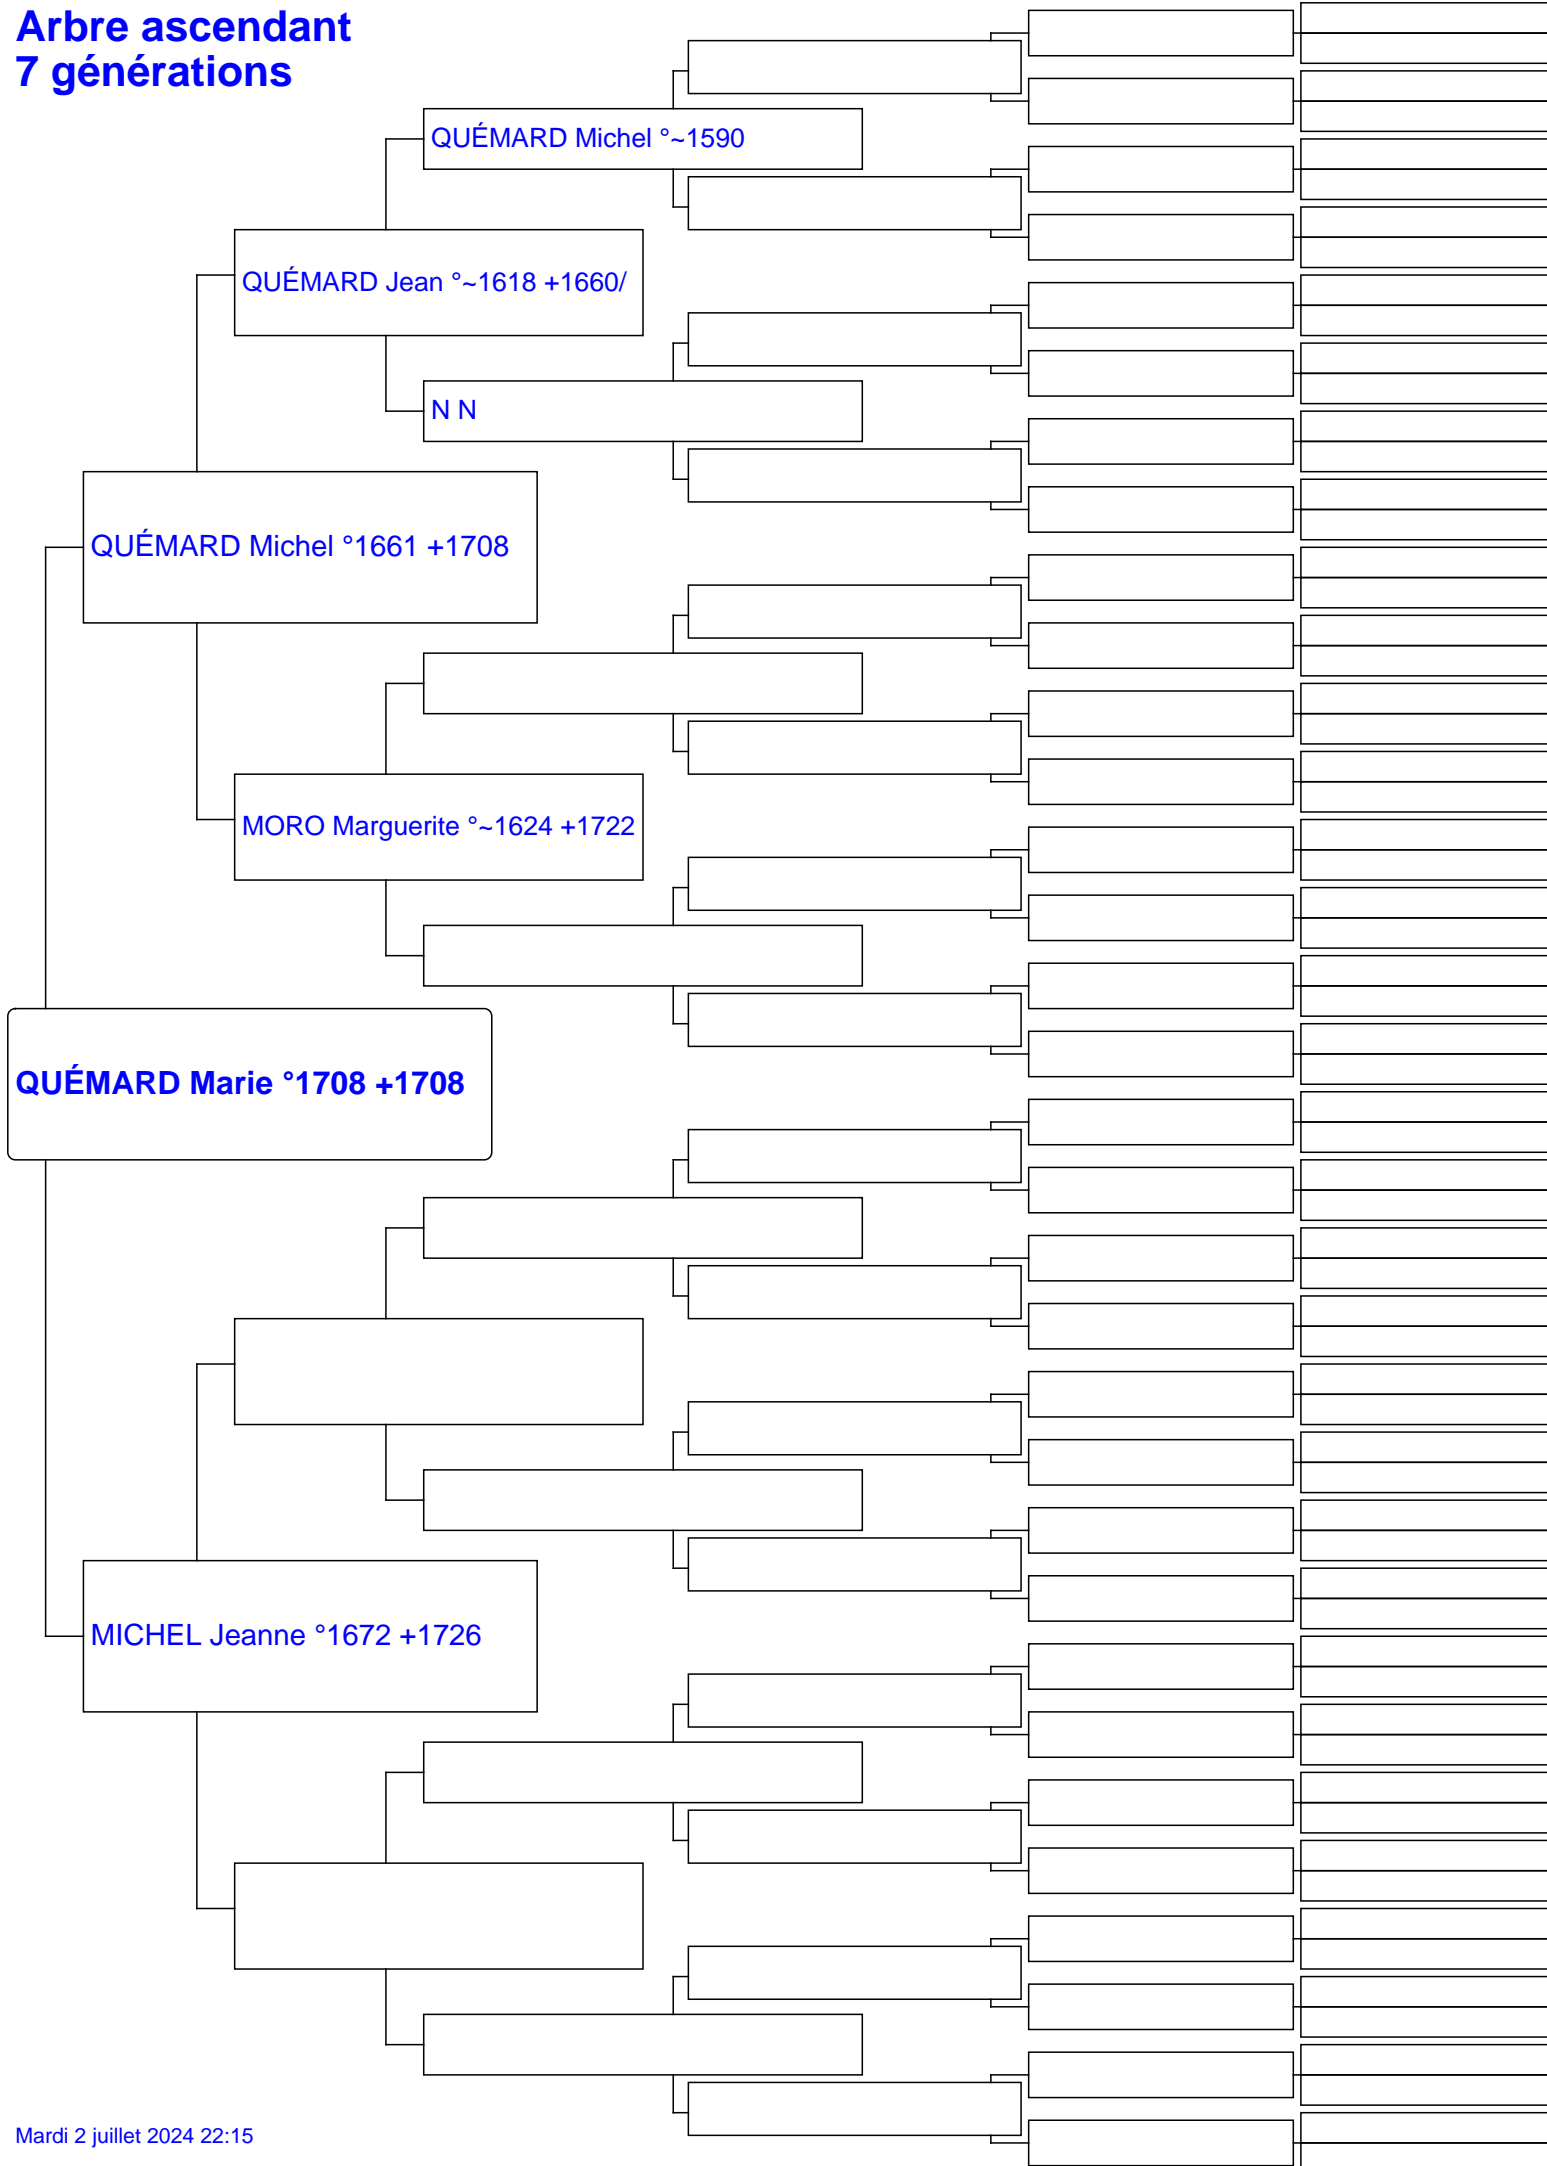 Arbre ascendant
7 générations
QUÉMARD Michel °~1590
QUÉMARD Jean °~1618 +1660/
N N
QUÉMARD Michel °1661 +1708
MORO Marguerite °~1624 +1722
QUÉMARD Marie °1708 +1708
MICHEL Jeanne °1672 +1726
Mardi 2 juillet 2024 22:15